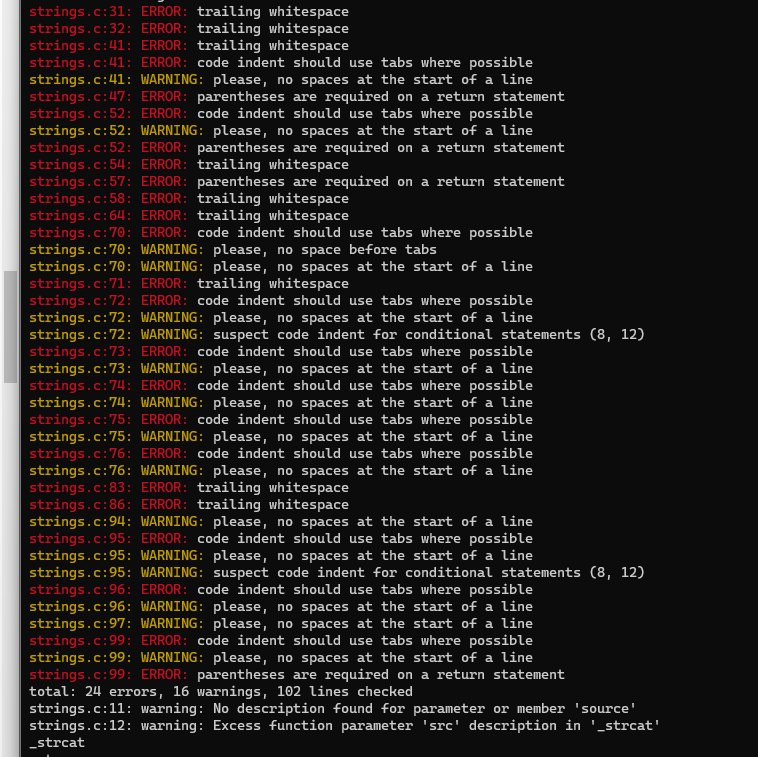 strings.c:31: ERROR: trailing whitespace
strings.c:32: ERROR: trailing whitespace
strings.c:41: ERROR: trailing whitespace
strings.c:41: ERROR: code indent should use tabs where possible
strings.c:41: WARNING: please, no spaces at the start of a line
strings.c:47: ERROR: parentheses are required on a return statement
strings.c:52: ERROR: code indent should use tabs where possible
strings.c:52: WARNING: please, no spaces at the start of a line
strings.c:52: ERROR: parentheses are required on a return statement
strings.c:54: ERROR: trailing whitespace
strings.c:57: ERROR: parentheses are required on a return statement
strings.c:58: ERROR: trailing whitespace
strings.c:64: ERROR: trailing whitespace
strings.c:70: ERROR: code indent should use tabs where possible
strings.c:70: WARNING: please, no space before tabs
strings.c:70: WARNING: please, no spaces at the start of a line
strings.c:71: ERROR: trailing whitespace
strings.c:72: ERROR: code indent should use tabs where possible
strings.c:72: WARNING: please, no spaces at the start of a line
strings.c:72: WARNING: suspect code indent for conditional statements (8, 12)
strings.c:73: ERROR: code indent should use tabs where possible
strings.c:73: WARNING: please, no spaces at the start of a line
strings.c:74: ERROR: code indent should use tabs where possible
strings.c:74: WARNING: please, no spaces at the start of a line
strings.c:75: ERROR: code indent should use tabs where possible
strings.c:75: WARNING: please, no spaces at the start of a line
strings.c:76: ERROR: code indent should use tabs where possible
strings.c:76: WARNING: please, no spaces at the start of a line
strings.c:83: ERROR: trailing whitespace
strings.c:86: ERROR: trailing whitespace
strings.c:94: WARNING: please, no spaces at the start of a line
strings.c:95: ERROR: code indent should use tabs where possible
strings.c:95: WARNING: please, no spaces at the start of a line
strings.c:95: WARNING: suspect code indent for conditional statements (8, 12)
strings.c:96: ERROR: code indent should use tabs where possible
strings.c:96: WARNING: please, no spaces at the start of a line
strings.c:97: WARNING: please, no spaces at the start of a line
strings.c:99: ERROR: code indent should use tabs where possible
strings.c:99: WARNING: please, no spaces at the start of a line
strings.c:99: ERROR: parentheses are required on a return statement
total: 24 errors, 16 warnings, 102 lines checked
strings.c:11: warning: No description found for parameter or member 'source'
strings.c:12: warning: Excess function parameter 'src' description in '_strcat'
_strcat